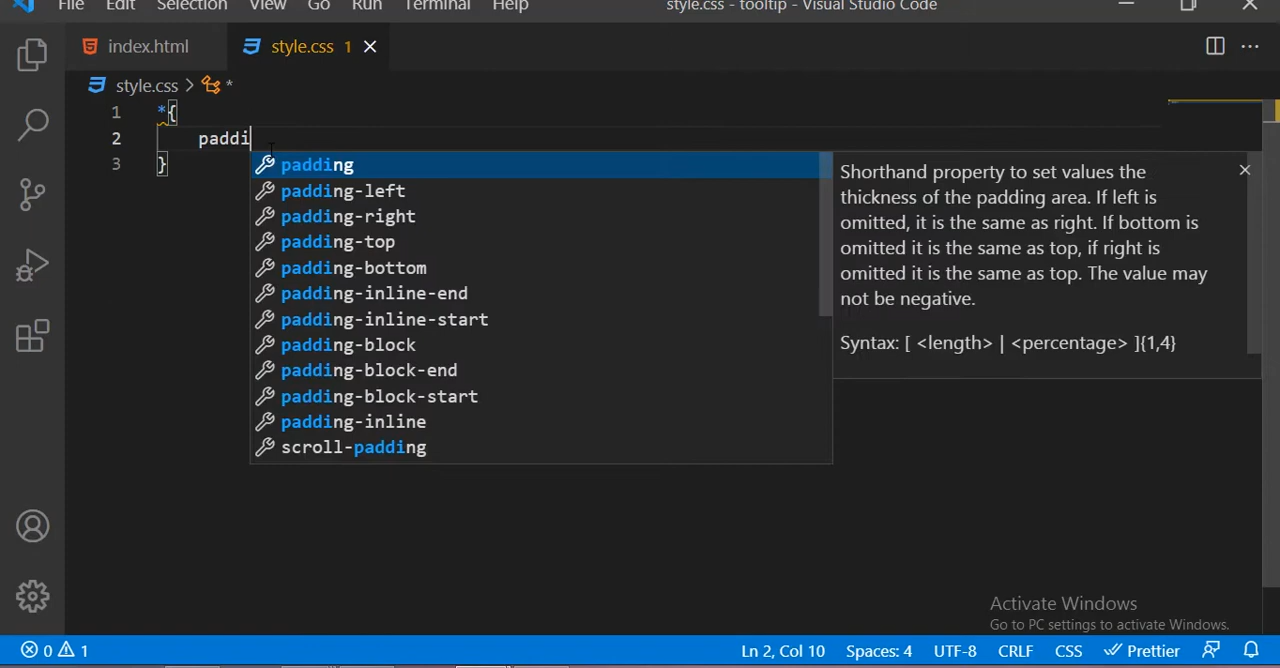 File Edit Selection View Go Run Terminal Help style.css - tooltip - Visual Studio Code
index.html style.css 1
style.css > *
1 *{
2 paddi
3 }
padding
padding-left
padding-right
padding-top
padding-bottom
padding-inline-end
padding-inline-start
padding-block
padding-block-end
padding-block-start
padding-inline
scroll-padding
Shorthand property to set values the
thickness of the padding area. If left is
omitted, it is the same as right. If bottom is
omitted it is the same as top, if right is
omitted it is the same as top. The value may
not be negative.
Syntax: [ <length> | <percentage> ]{1,4}
Activate Windows
Go to PC settings to activate Windows.
0 1 Ln 2, Col 10 Spaces: 4 UTF-8 CRLF CSS Prettier